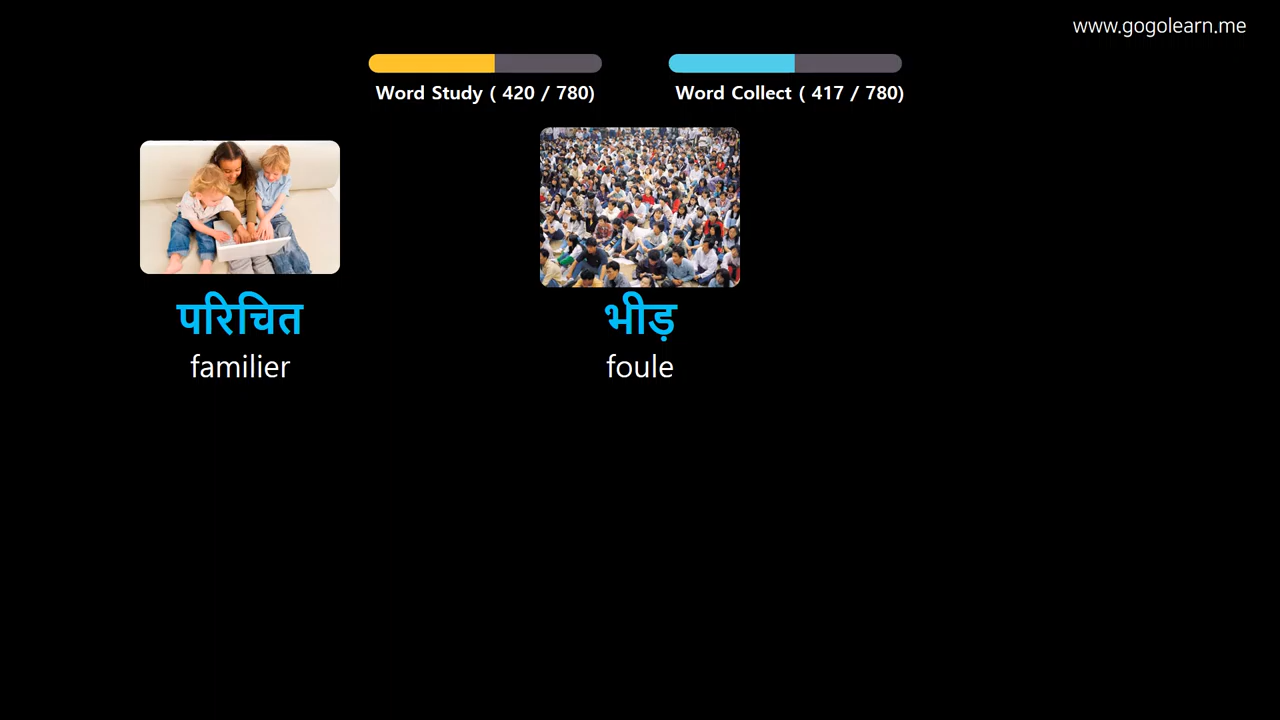 www.gogolearn.me
Word Study ( 420 / 780)
Word Collect ( 417 / 780)
परिचित
familier
भीड़
foule